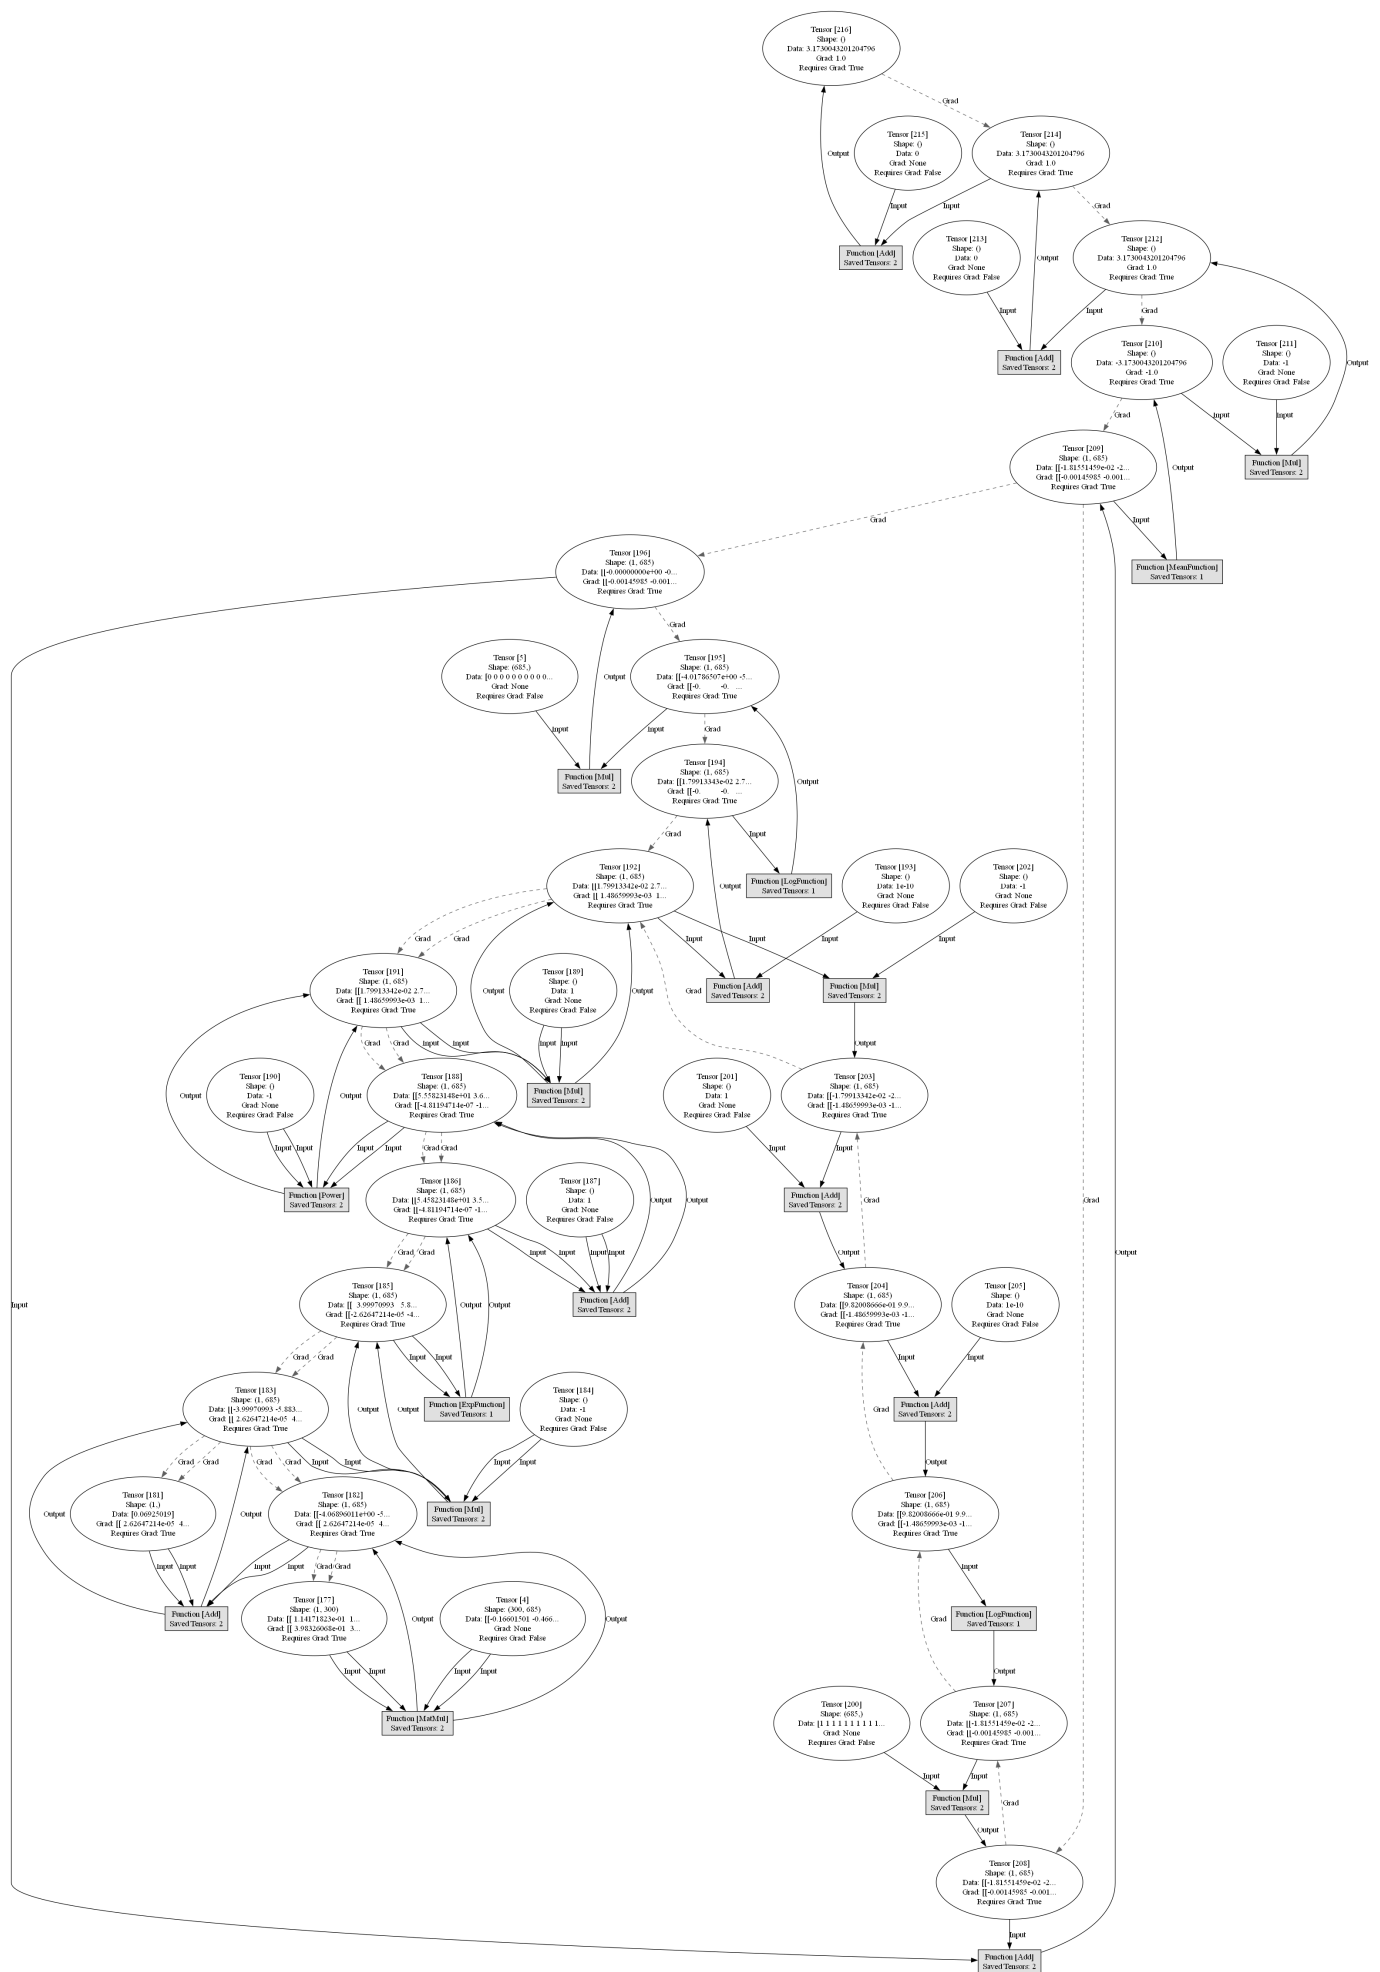 Tensor [216]
Shape: ()
Data: 3.1730043201204796
Grad: 1.0
Requires Grad: True
Grad
Output
Tensor [215]
Shape: ()
Data: 0
Grad: None
Requires Grad: False
Tensor [214]
Shape: ()
Data: 3.1730043201204796
Grad: 1.0
Requires Grad: True
Input
Input
Grad
Function [Add]
Saved Tensors: 2
Tensor [213]
Shape: ()
Data: 0
Grad: None
Requires Grad: False
Output
Tensor [212]
Shape: ()
Data: 3.1730043201204796
Grad: 1.0
Requires Grad: True
Input
Input
Grad
Function [Add]
Saved Tensors: 2
Tensor [210]
Shape: ()
Data: -3.1730043201204796
Grad: -1.0
Requires Grad: True
Tensor [211]
Shape: ()
Data: -1
Grad: None
Requires Grad: False
Output
Grad
Input
Input
Tensor [209]
Shape: (1, 685)
Data: [[-1.81551459e-02 -2...
Grad: [[-0.00145985 -0.001...
Requires Grad: True
Output
Function [Mul]
Saved Tensors: 2
Grad
Input
Function [MeanFunction]
Saved Tensors: 1
Tensor [196]
Shape: (1, 685)
Data: [[-0.00000000e+00 -0...
Grad: [[-0.00145985 -0.001...
Requires Grad: True
Grad
Tensor [5]
Shape: (685,)
Data: [0 0 0 0 0 0 0 0 0 0...
Grad: None
Requires Grad: False
Output
Tensor [195]
Shape: (1, 685)
Data: [[-4.01786507e+00 -5...
Grad: [[-0. -0. ...
Requires Grad: True
Input
Input
Grad
Function [Mul]
Saved Tensors: 2
Tensor [194]
Shape: (1, 685)
Data: [[1.79913343e-02 2.7...
Grad: [[-0. -0. ...
Requires Grad: True
Output
Grad
Input
Tensor [192]
Shape: (1, 685)
Data: [[1.79913342e-02 2.7...
Grad: [[ 1.48659993e-03 1...
Requires Grad: True
Output
Function [LogFunction]
Saved Tensors: 1
Tensor [193]
Shape: ()
Data: 1e-10
Grad: None
Requires Grad: False
Tensor [202]
Shape: ()
Data: -1
Grad: None
Requires Grad: False
Grad
Grad
Input
Input
Input
Input
Tensor [191]
Shape: (1, 685)
Data: [[1.79913342e-02 2.7...
Grad: [[ 1.48659993e-03 1...
Requires Grad: True
Output
Tensor [189]
Shape: ()
Data: 1
Grad: None
Requires Grad: False
Output
Grad
Function [Add]
Saved Tensors: 2
Function [Mul]
Saved Tensors: 2
Grad
Grad
Input
Input
Input
Input
Output
Output
Tensor [190]
Shape: ()
Data: -1
Grad: None
Requires Grad: False
Output
Tensor [188]
Shape: (1, 685)
Data: [[5.55823148e+01 3.6...
Grad: [[-4.81194714e-07 -1...
Requires Grad: True
Function [Mul]
Saved Tensors: 2
Tensor [201]
Shape: ()
Data: 1
Grad: None
Requires Grad: False
Tensor [203]
Shape: (1, 685)
Data: [[-1.79913342e-02 -2...
Grad: [[-1.48659993e-03 -1...
Requires Grad: True
Input
Input
Input
Input
Grad
Grad
Input
Input
Function [Power]
Saved Tensors: 2
Tensor [186]
Shape: (1, 685)
Data: [[5.45823148e+01 3.5...
Grad: [[-4.81194714e-07 -1...
Requires Grad: True
Tensor [187]
Shape: ()
Data: 1
Grad: None
Requires Grad: False
Output
Output
Function [Add]
Saved Tensors: 2
Grad
Grad
Output
Grad
Grad
Input
Input
Input
Input
Output
Tensor [185]
Shape: (1, 685)
Data: [[ 3.99970993 5.8...
Grad: [[-2.62647214e-05 -4...
Requires Grad: True
Output
Output
Function [Add]
Saved Tensors: 2
Tensor [204]
Shape: (1, 685)
Data: [[9.82008666e-01 9.9...
Grad: [[-1.48659993e-03 -1...
Requires Grad: True
Tensor [205]
Shape: ()
Data: 1e-10
Grad: None
Requires Grad: False
Input
Grad
Grad
Input
Input
Input
Input
Tensor [183]
Shape: (1, 685)
Data: [[-3.99970993 -5.883...
Grad: [[ 2.62647214e-05 4...
Requires Grad: True
Output
Output
Function [ExpFunction]
Saved Tensors: 1
Tensor [184]
Shape: ()
Data: -1
Grad: None
Requires Grad: False
Grad
Function [Add]
Saved Tensors: 2
Grad
Grad
Grad
Grad
Input
Input
Input
Input
Output
Tensor [181]
Shape: (1,)
Data: [0.06925019]
Grad: [[ 2.62647214e-05 4...
Requires Grad: True
Output
Output
Tensor [182]
Shape: (1, 685)
Data: [[-4.06896011e+00 -5...
Grad: [[ 2.62647214e-05 4...
Requires Grad: True
Function [Mul]
Saved Tensors: 2
Tensor [206]
Shape: (1, 685)
Data: [[9.82008666e-01 9.9...
Grad: [[-1.48659993e-03 -1...
Requires Grad: True
Input
Input
Input
Input
Grad
Grad
Input
Function [Add]
Saved Tensors: 2
Tensor [177]
Shape: (1, 300)
Data: [[ 1.14171823e-01 1...
Grad: [[ 3.98326068e-01 3...
Requires Grad: True
Output
Tensor [4]
Shape: (300, 685)
Data: [[-0.16601501 -0.466...
Grad: None
Requires Grad: False
Output
Grad
Function [LogFunction]
Saved Tensors: 1
Input
Input
Input
Input
Output
Function [MatMul]
Saved Tensors: 2
Tensor [200]
Shape: (685,)
Data: [1 1 1 1 1 1 1 1 1 1...
Grad: None
Requires Grad: False
Tensor [207]
Shape: (1, 685)
Data: [[-1.81551459e-02 -2...
Grad: [[-0.00145985 -0.001...
Requires Grad: True
Input
Input
Function [Mul]
Saved Tensors: 2
Grad
Output
Tensor [208]
Shape: (1, 685)
Data: [[-1.81551459e-02 -2...
Grad: [[-0.00145985 -0.001...
Requires Grad: True
Input
Function [Add]
Saved Tensors: 2